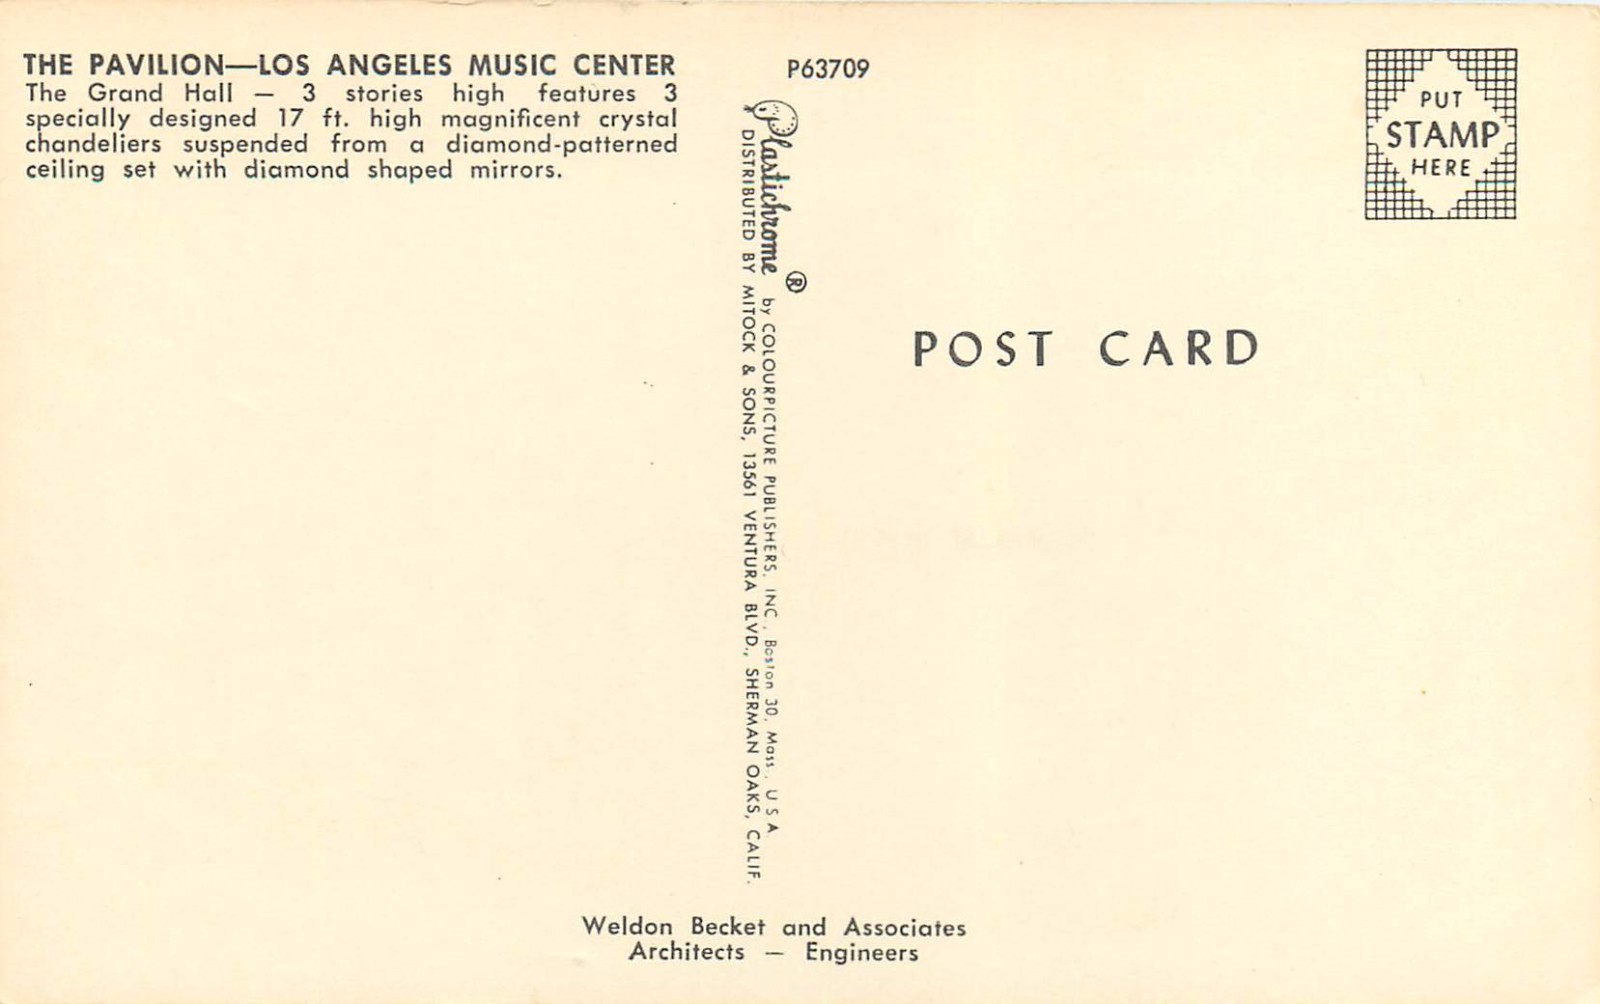 THE PAVILION—LOS ANGELES MUSIC CENTER
The Grand Hall — 3 stories high features 3
specially designed 17 ft. high magnificent crystal
chandeliers suspended from a diamond-patterned
ceiling set with diamond shaped mirrors.
P63709
Plastichrome ® by COLOURPICTURE PUBLISHERS, INC., Boston 30, Mass., U S A
DISTRIBUTED BY MITOCK & SONS, 13561 VENTURA BLVD., SHERMAN OAKS, CALIF.
PUT
STAMP
HERE
POST CARD
Weldon Becket and Associates
Architects — Engineers